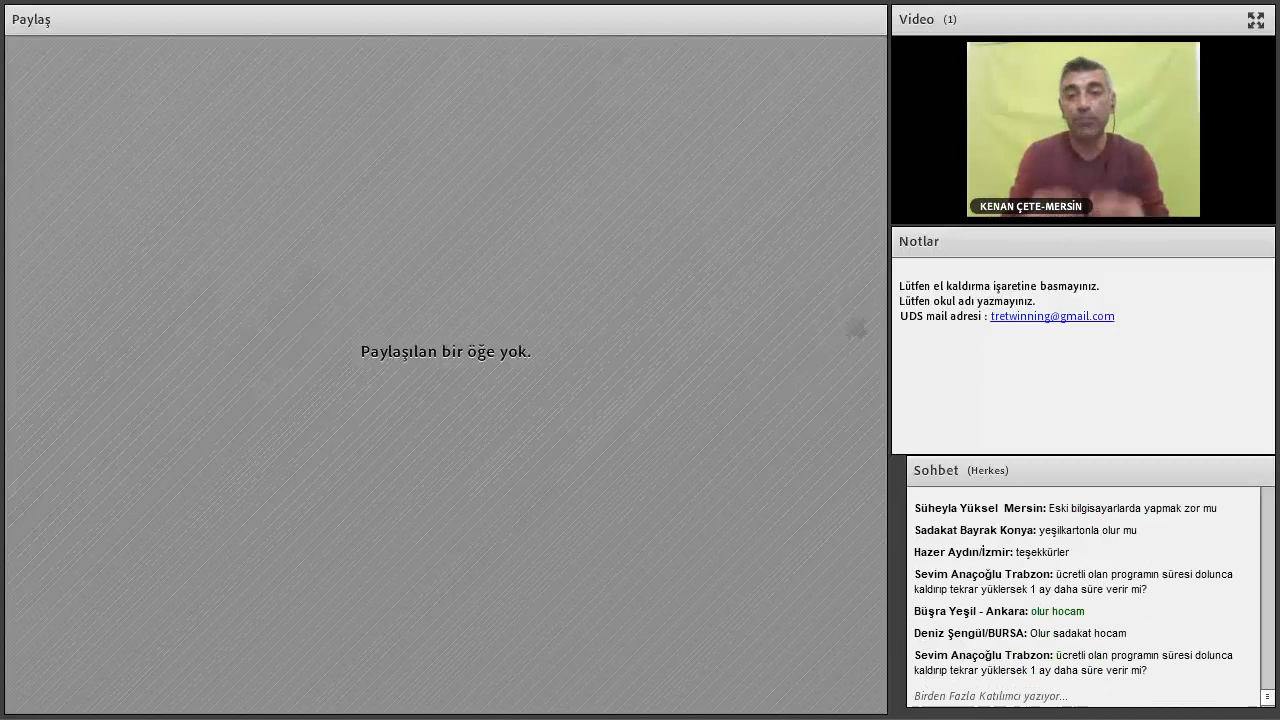 Paylaş
Paylaşılan bir öğe yok.
Video (1)
KENAN ÇETE-MERSİN
Notlar
Lütfen el kaldırma işaretine basmayınız.
Lütfen okul adı yazmayınız.
UDS mail adresi : tretwinning@gmail.com
Sohbet (Herkes)
Süheyla Yüksel Mersin: Eski bilgisayarlarda yapmak zor mu
Sadakat Bayrak Konya: yeşilkartonla olur mu
Hazer Aydın/İzmir: teşekkürler
Sevim Anaçoğlu Trabzon: ücretli olan programın süresi dolunca
kaldırıp tekrar yüklersek 1 ay daha süre verir mi?
Büşra Yeşil - Ankara: olur hocam
Deniz Şengül/BURSA: Olur sadakat hocam
Sevim Anaçoğlu Trabzon: ücretli olan programın süresi dolunca
kaldırıp tekrar yüklersek 1 ay daha süre verir mi?
Birden Fazla Katılımcı yazıyor...